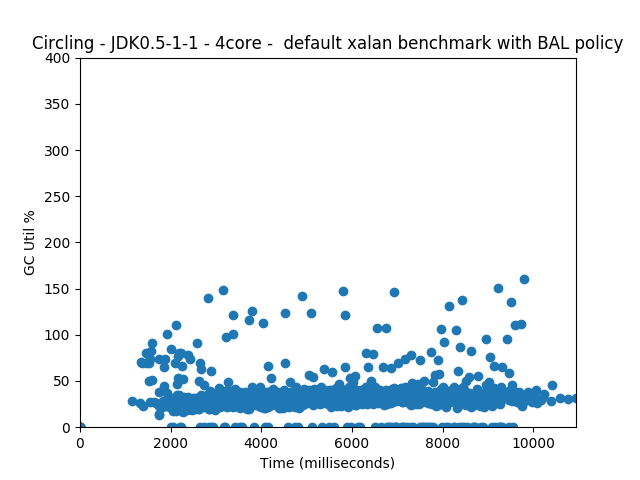 Circling - JDK0.5-1-1 - 4core -  default xalan benchmark with BAL policy
400
350
300
250
200
150
100
50
0
GC Util %
0 2000 4000 6000 8000 10000
Time (milliseconds)